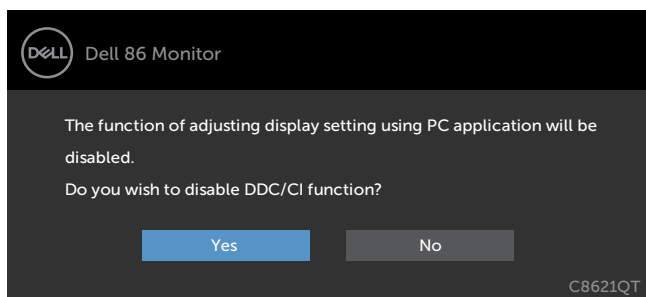 DELL
Dell 86 Monitor
The function of adjusting display setting using PC application will be
disabled.
Do you wish to disable DDC/CI function?
Yes
No
C8621QT